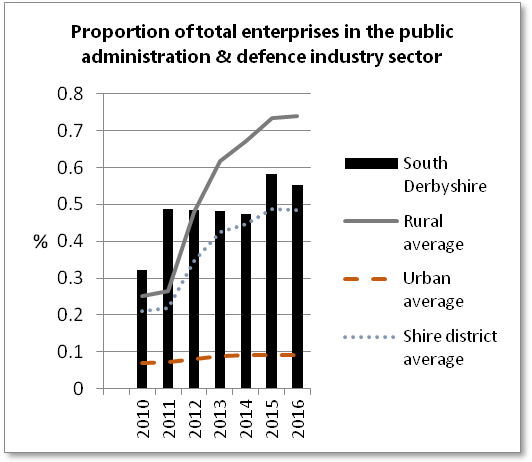 Proportion of total enterprises in the public
administration & defence industry sector
0.8
0.7
0.6
0.5
0.4
0.3
0.2
0.1
0
%
2010
2011
2012
2013
2014
2015
2016
South
Derbyshire
Rural
average
Urban
average
Shire district
average